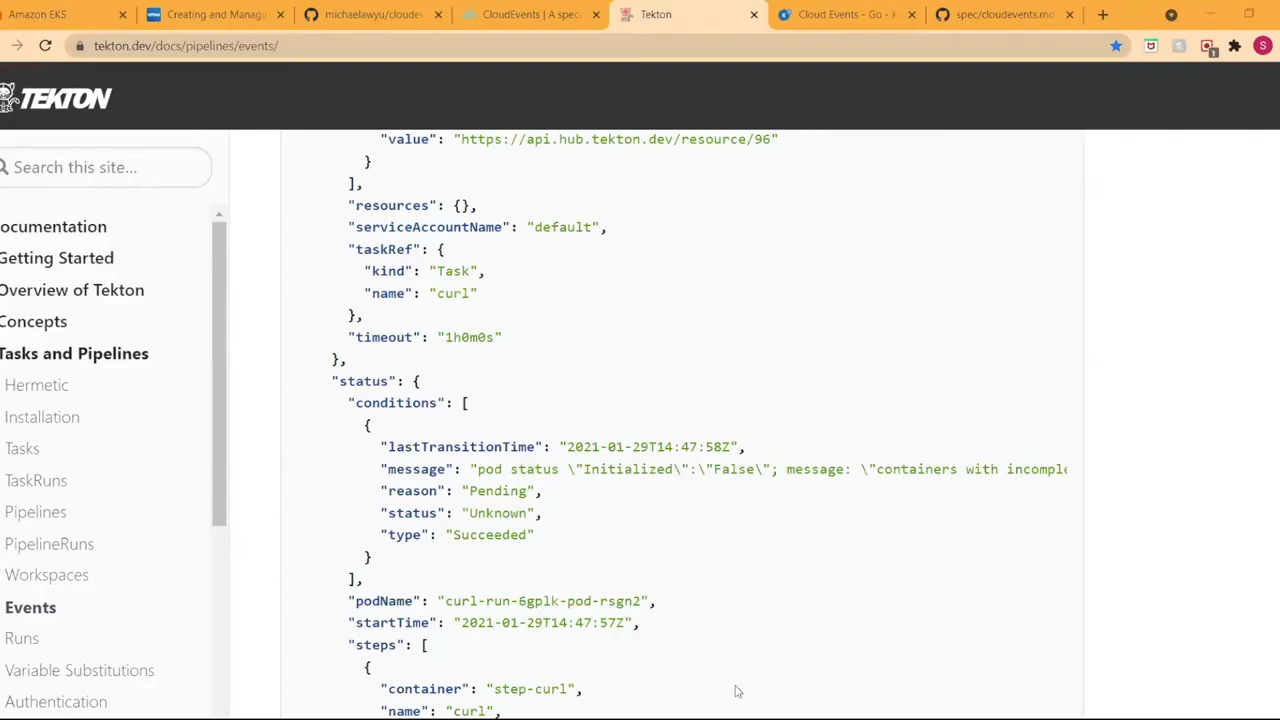 Amazon EKS
Creating and Manag
michaelawyu/cloudev
CloudEvents | A spec
Tekton
Cloud Events - Go -
spec/cloudevents.md
tekton.dev/docs/pipelines/events/
1
S
TEKTON
Search this site...
ocumentation
Getting Started
Overview of Tekton
Concepts
Tasks and Pipelines
Hermetic
Installation
Tasks
TaskRuns
Pipelines
PipelineRuns
Workspaces
Events
Runs
Variable Substitutions
Authentication
"value": "https://api.hub.tekton.dev/resource/96"
}
],
"resources": {},
"serviceAccountName": "default",
"taskRef": {
"kind": "Task",
"name": "curl"
},
"timeout": "1h0m0s"
},
"status": {
"conditions": [
{
"lastTransitionTime": "2021-01-29T14:47:58Z",
"message": "pod status \"Initialized\":\"False\"; message: \"containers with incomple
"reason": "Pending",
"status": "Unknown",
"type": "Succeeded"
}
],
"podName": "curl-run-6gplk-pod-rsgn2",
"startTime": "2021-01-29T14:47:57Z",
"steps": [
{
"container": "step-curl",
"name": "curl",